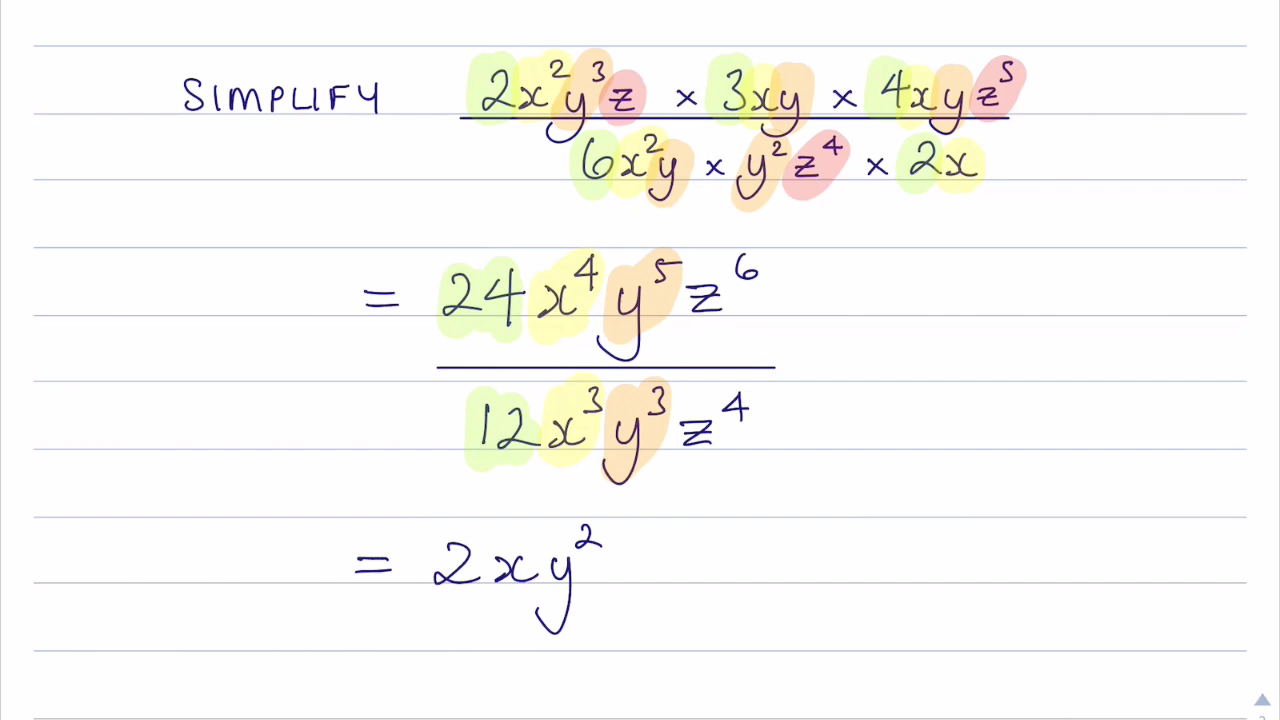 SIMPLIFY 2x²y³z × 3xy × 4xyz⁵
6x²y × y²z⁴ × 2x
= 24x⁴y⁵z⁶
12x³y³z⁴
= 2xy²